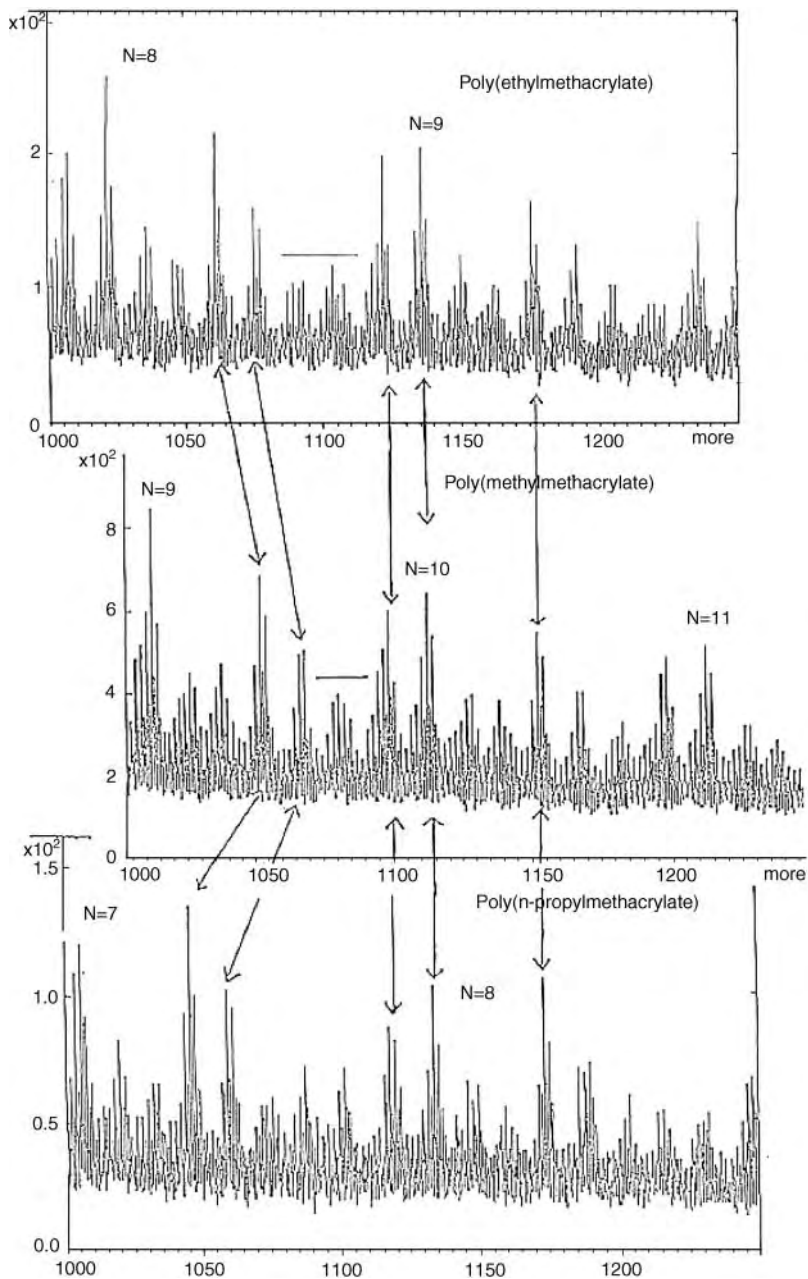 x10²
N=8
Poly(ethylmethacrylate)
N=9
2
1
0
1000 1050 1100 1150 1200 more
x10²
N=9
Poly(methylmethacrylate)
8
N=10
6
N=11
4
2
0
1000 1050 1100 1150 1200 more
x10²
Poly(n-propylmethacrylate)
1.5
N=7
1.0
N=8
0.5
0.0
1000 1050 1100 1150 1200